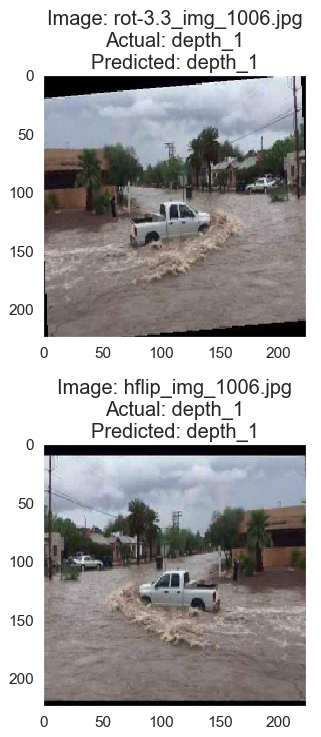 Image: rot-3.3_img_1006.jpg
Actual: depth_1
Predicted: depth_1
0
50
100
150
200
0 50 100 150 200
Image: hflip_img_1006.jpg
Actual: depth_1
Predicted: depth_1
0
50
100
150
200
0 50 100 150 200